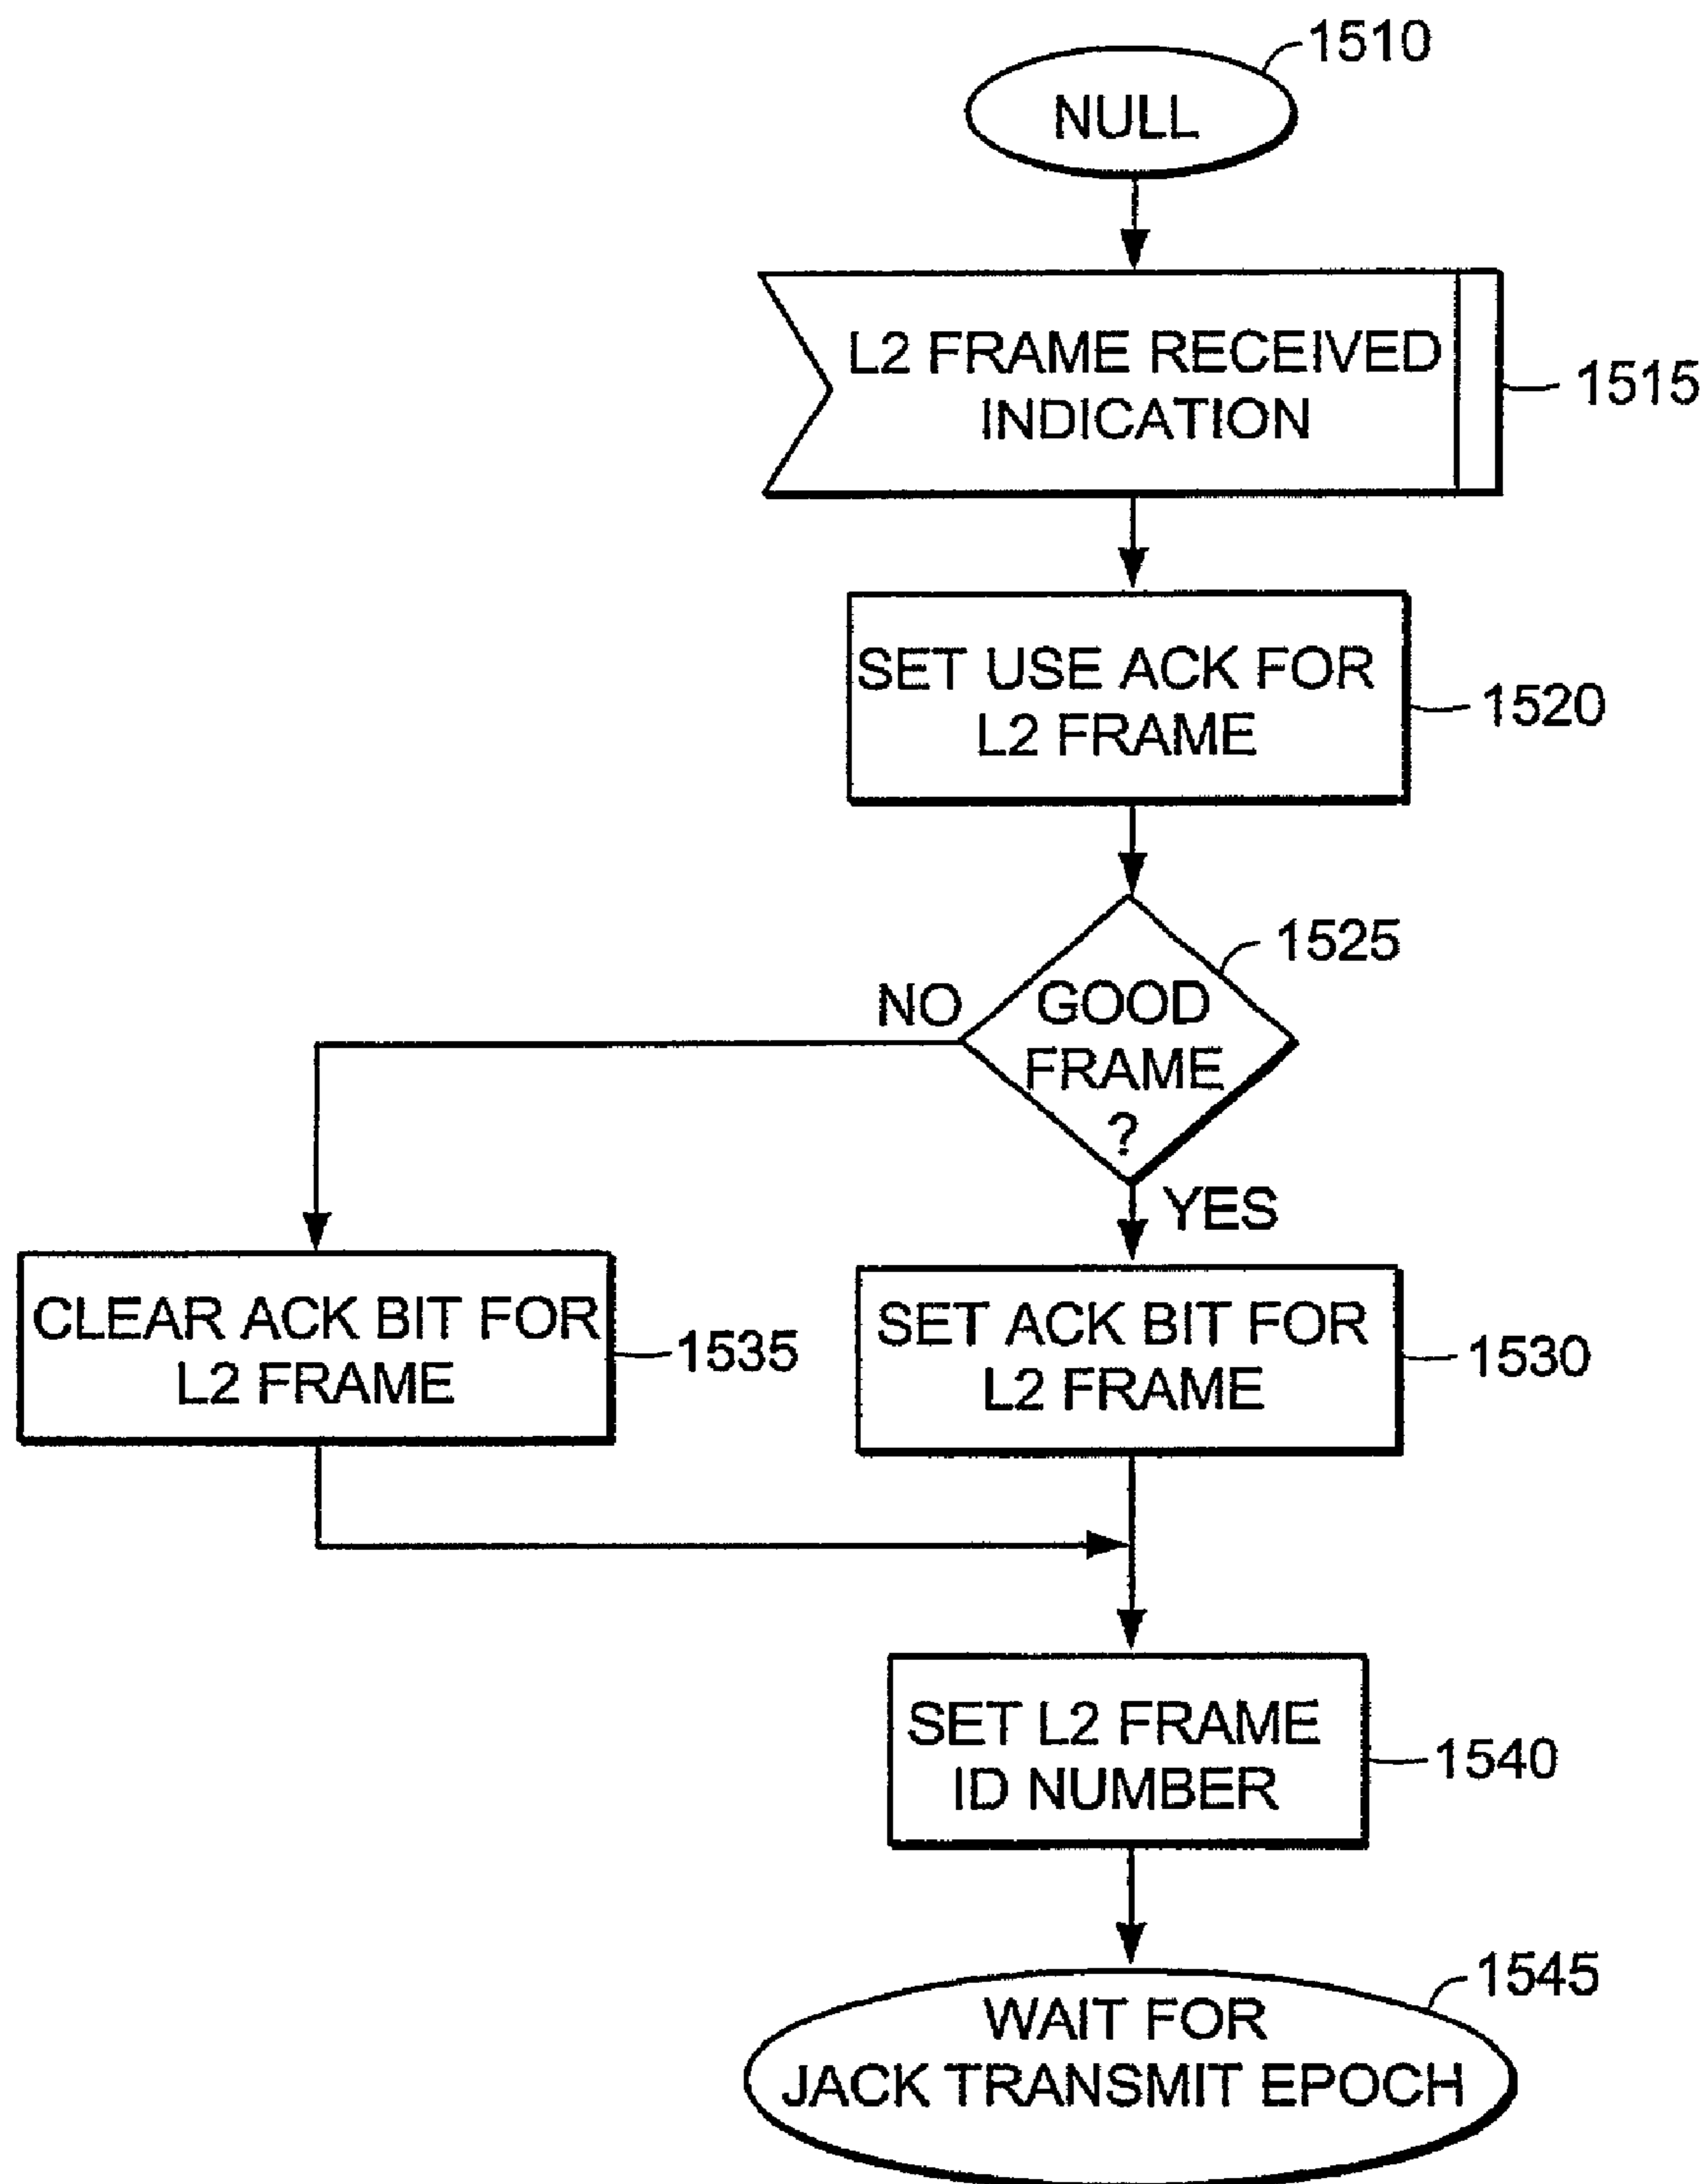 1510
NULL
L2 FRAME RECEIVED
INDICATION
1515
SET USE ACK FOR
L2 FRAME
1520
1525
NO
GOOD
FRAME
?
YES
CLEAR ACK BIT FOR
L2 FRAME
1535
SET ACK BIT FOR
L2 FRAME
1530
SET L2 FRAME
ID NUMBER
1540
1545
WAIT FOR
JACK TRANSMIT EPOCH